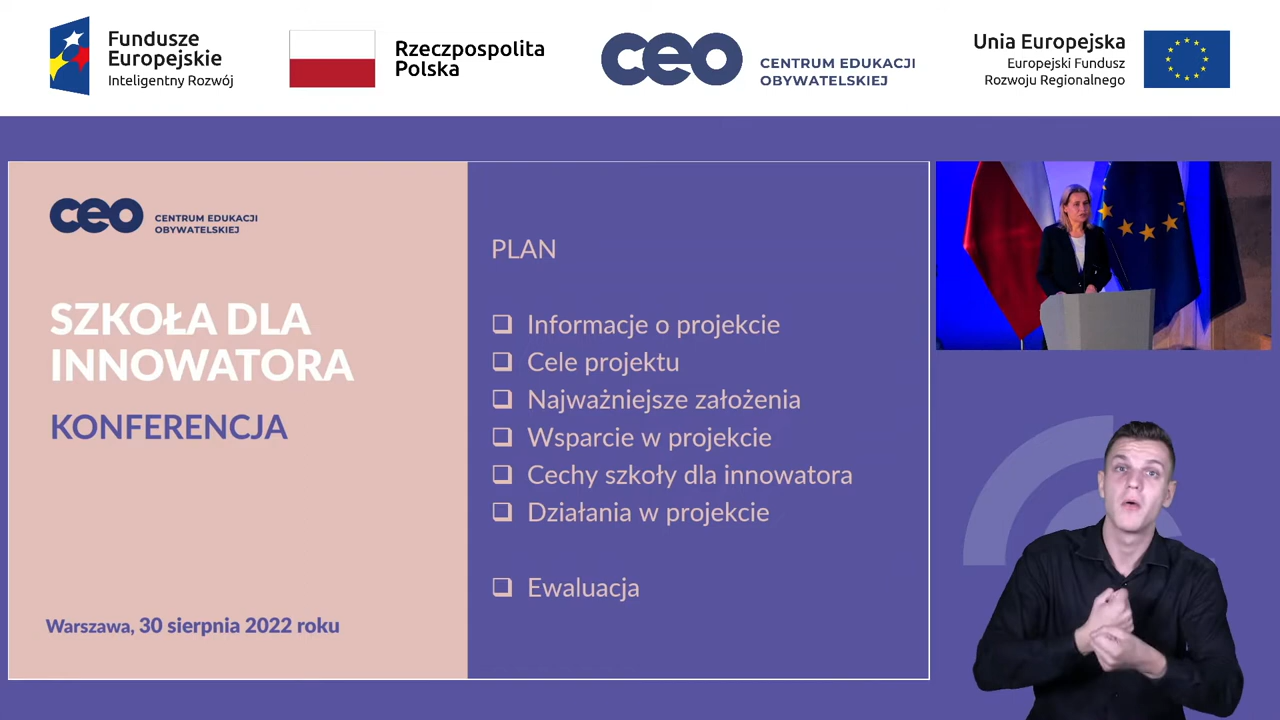 Fundusze
Europejskie
Inteligentny Rozwój
Rzeczpospolita
Polska
ceo
CENTRUM EDUKACJI
OBYWATELSKIEJ
Unia Europejska
Europejski Fundusz
Rozwoju Regionalnego
ceo
CENTRUM EDUKACJI
OBYWATELSKIEJ
SZKOŁA DLA
INNOWATORA
KONFERENCJA
Warszawa, 30 sierpnia 2022 roku
PLAN
Informacje o projekcie
Cele projektu
Najważniejsze założenia
Wsparcie w projekcie
Cechy szkoły dla innowatora
Działania w projekcie
Ewaluacja